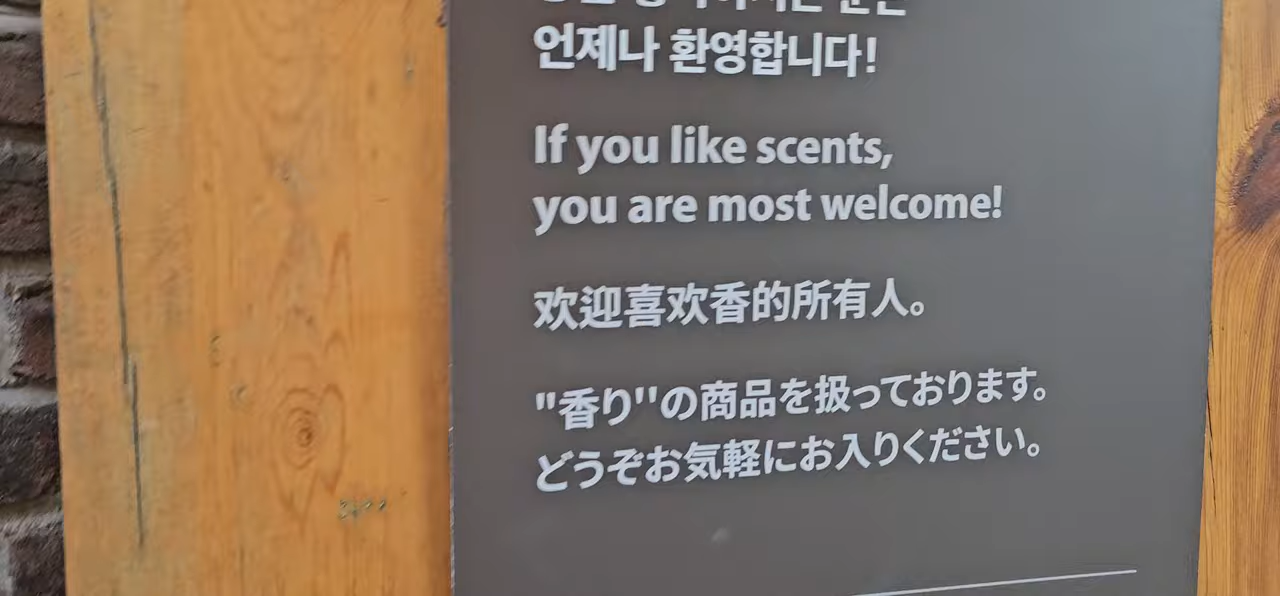 언제나 환영합니다!
If you like scents,
you are most welcome!
欢迎喜欢香的所有人。
"香り''の商品を扱っております。
どうぞお気軽にお入りください。